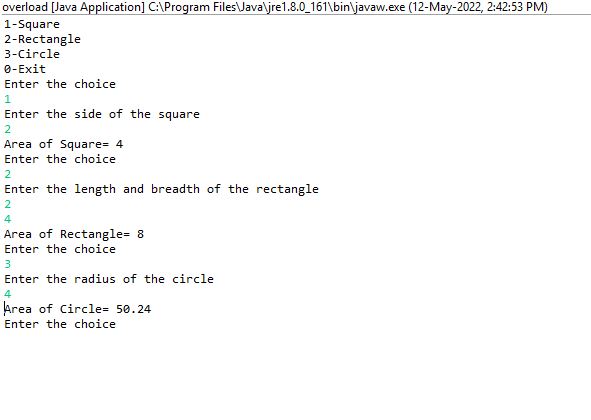 overload [Java Application] C:\Program Files\Java\jre1.8.0_161\bin\javaw.exe (12-May-2022, 2:42:53 PM)
1-Square
2-Rectangle
3-Circle
0-Exit
Enter the choice
1
Enter the side of the square
2
Area of Square= 4
Enter the choice
2
Enter the length and breadth of the rectangle
2
4
Area of Rectangle= 8
Enter the choice
3
Enter the radius of the circle
4
Area of Circle= 50.24
Enter the choice